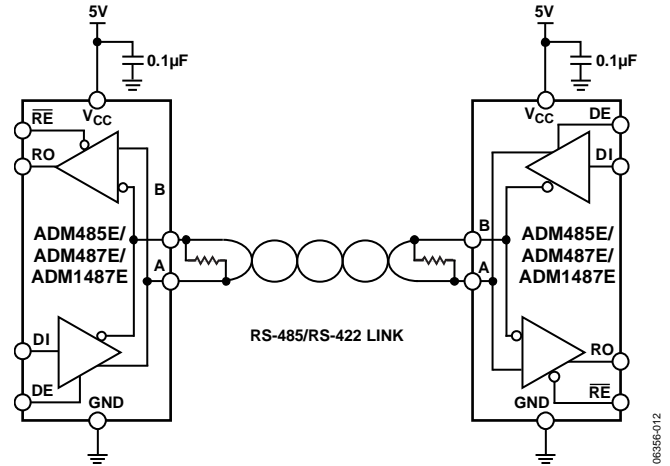 5V
0.1µF
VCC
RE
RO
B
ADM485E/
ADM487E/
ADM1487E
A
DI
DE
GND
RS-485/RS-422 LINK
5V
0.1µF
VCC
DE
DI
B
ADM485E/
ADM487E/
ADM1487E
A
RO
RE
GND
06356-012